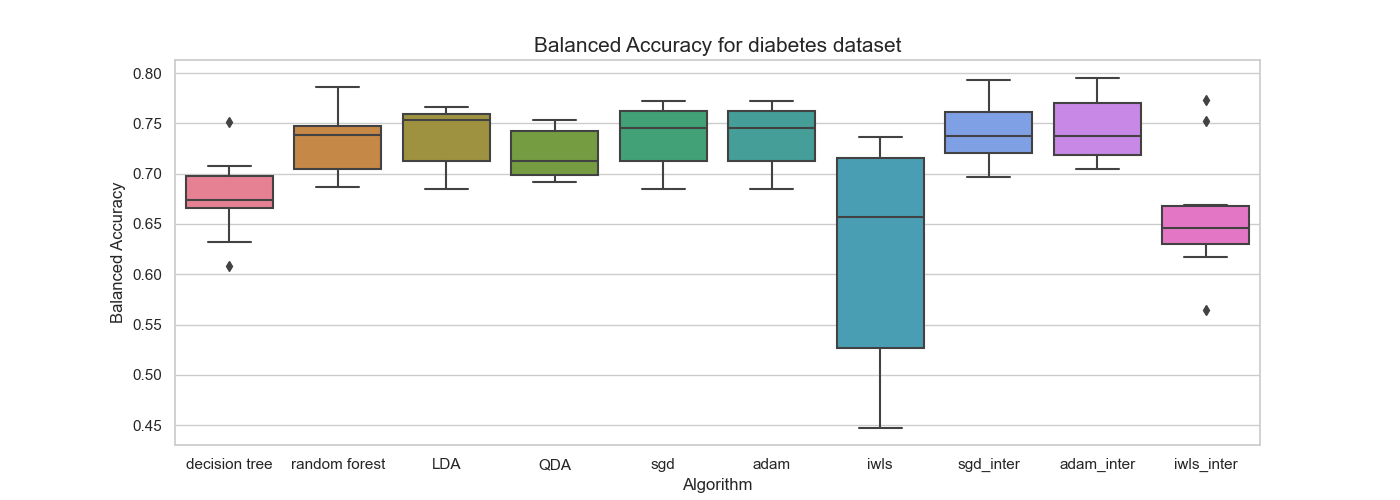 Balanced Accuracy for diabetes dataset
Balanced Accuracy
0.80
0.75
0.70
0.65
0.60
0.55
0.50
0.45
decision tree random forest LDA QDA sgd adam iwls sgd_inter adam_inter iwls_inter
Algorithm